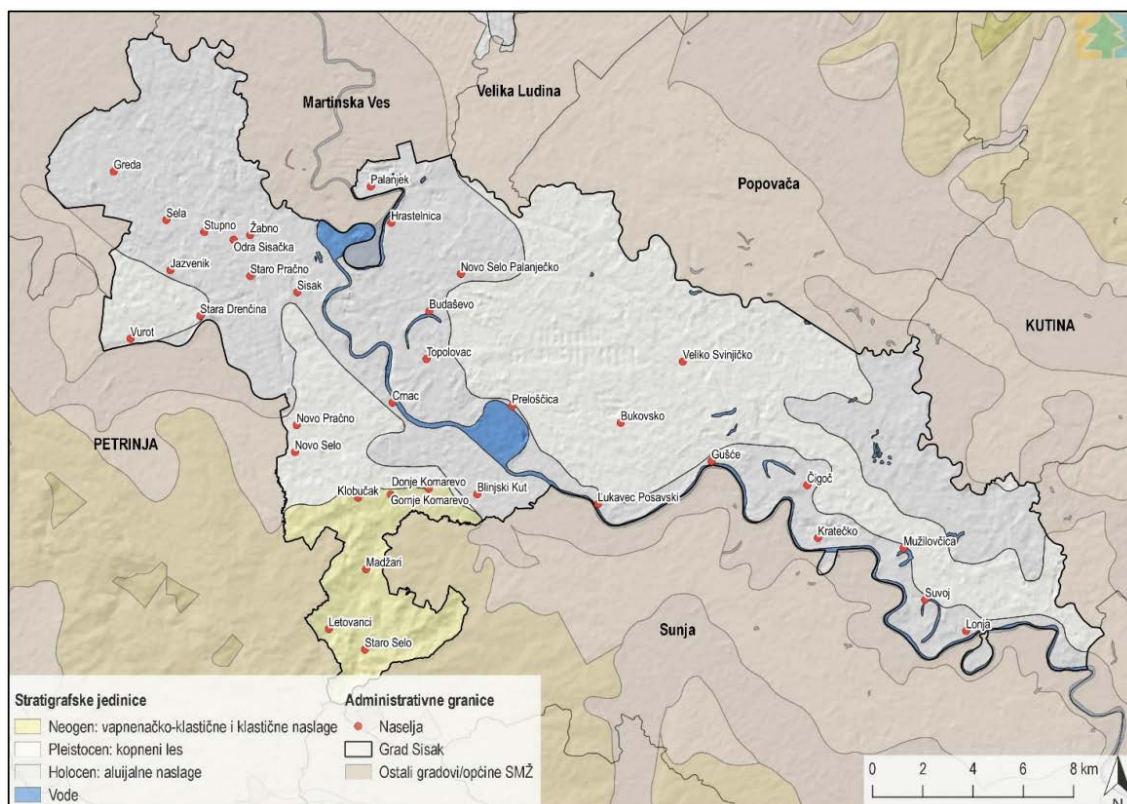 Martinska Ves
Velika Ludina
Popovača
KUTINA
PETRINJA
Sunja
Greda
Palanjek
Sela
Stupno
Žabno
Odra Sisačka
Hrastelnica
Jazvenik
Staro Pračno
Sisak
Novo Selo Palanječko
Stara Drenčina
Vurot
Budaševo
Topolovac
Veliko Svinjičko
Crnac
Preloščica
Bukovsko
Novo Pračno
Novo Selo
Gušće
Klobučak
Donje Komarevo
Gornje Komarevo
Blinjski Kut
Lukavec Posavski
Čigoč
Kratečko
Mužilovčica
Madžari
Suvoj
Letovanci
Staro Selo
Lonja
Stratigrafske jedinice
Neogen: vapnenačko-klastične i klastične naslage
Pleistocen: kopneni les
Holocen: aluijalne naslage
Vode
Administrativne granice
Naselja
Grad Sisak
Ostali gradovi/općine SMŽ
0 2 4 8 km
N